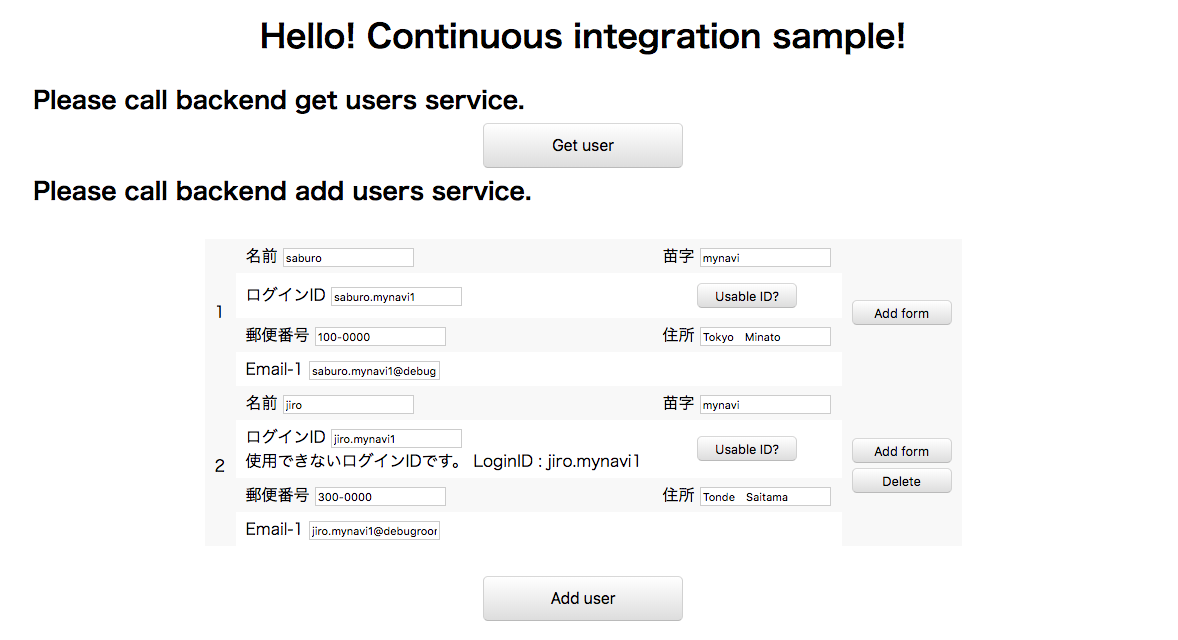 Hello! Continuous integration sample!
Please call backend get users service.
Get user
Please call backend add users service.
名前 saburo 苗字 mynavi
ログインID saburo.mynavi1 Usable ID?
1 Add form
郵便番号 100-0000 住所 Tokyo　Minato
Email-1 saburo.mynavi1@debug
名前 jiro 苗字 mynavi
ログインID jiro.mynavi1 Usable ID?
使用できないログインIDです。 LoginID : jiro.mynavi1
2 Add form
Delete
郵便番号 300-0000 住所 Tonde　Saitama
Email-1 jiro.mynavi1@debugroor
Add user